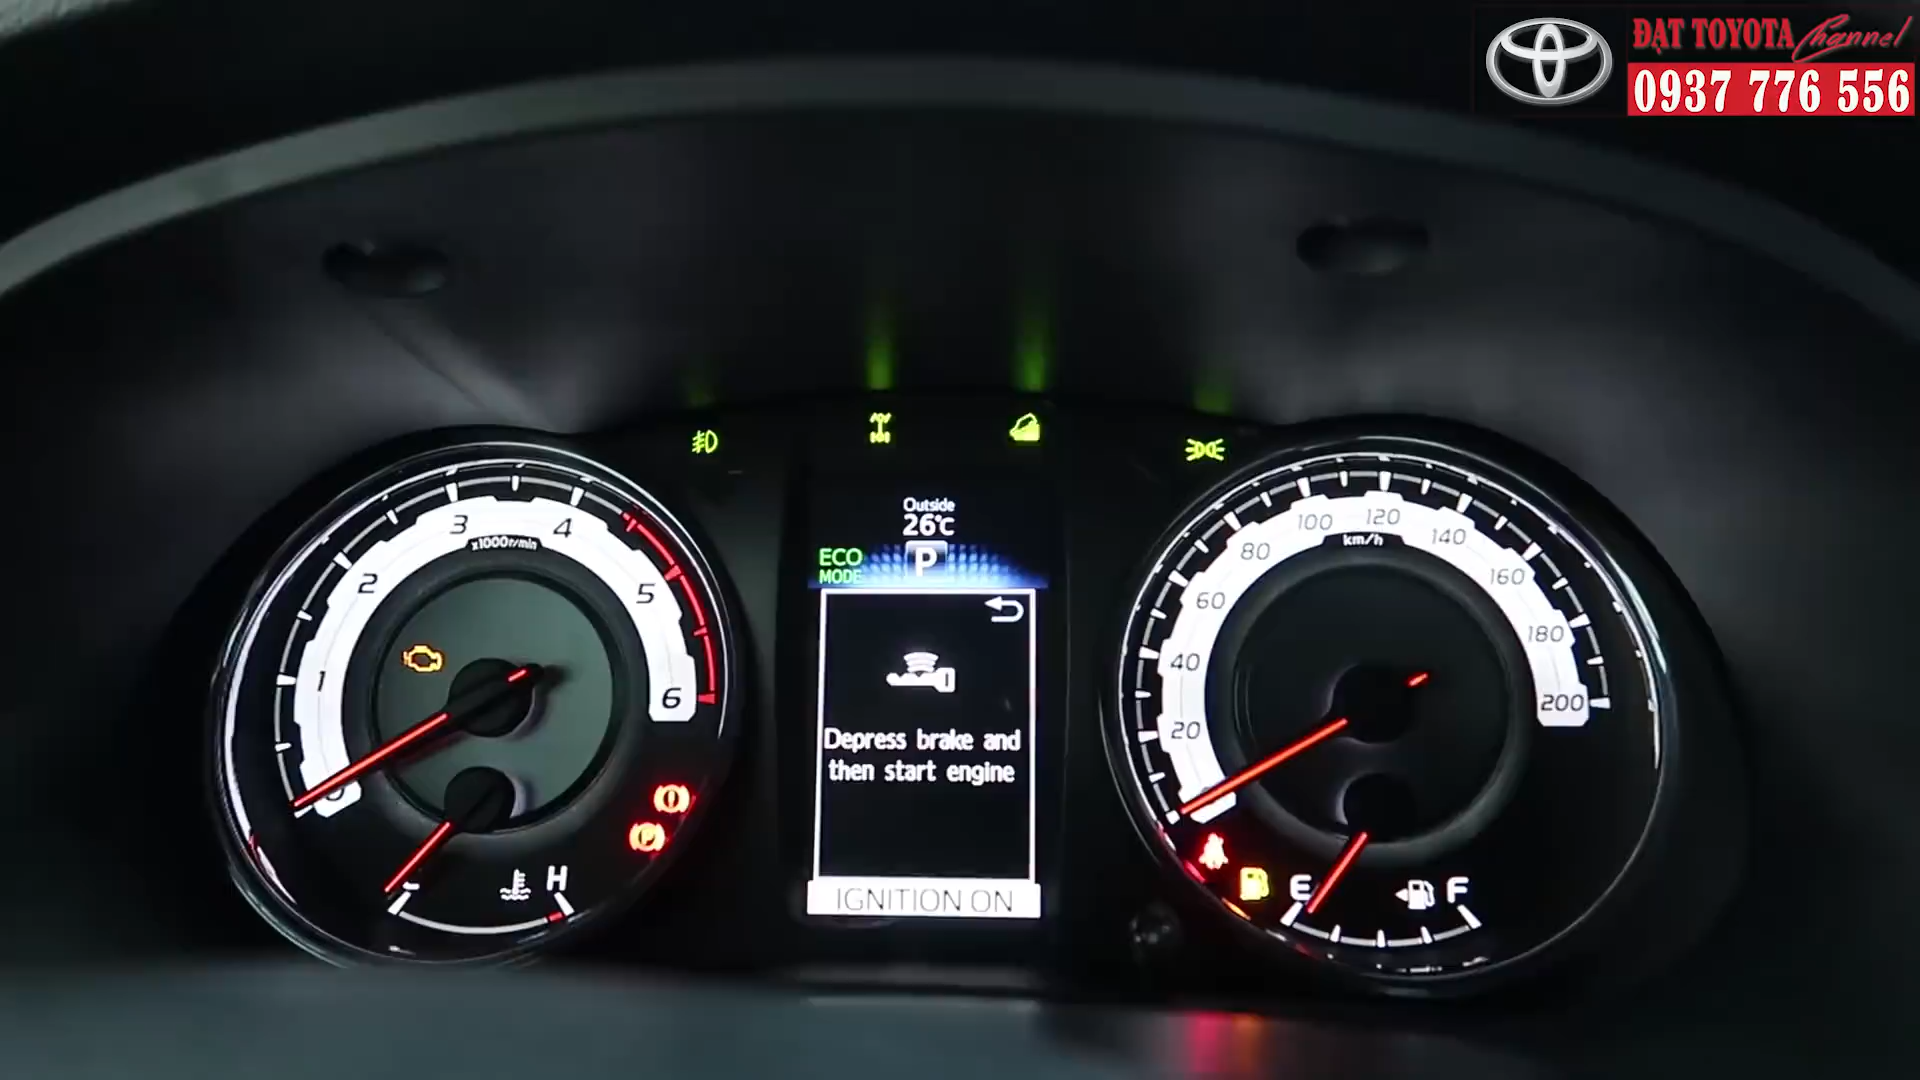 ĐẠT TOYOTA Channel
0937 776 556
Outside
26°C
ECO
MODE
P
Depress brake and
then start engine
IGNITION ON
0
1
2
3
4
5
6
x1000r/min
H
P
20
40
60
80
100
120
140
160
180
200
km/h
E
F